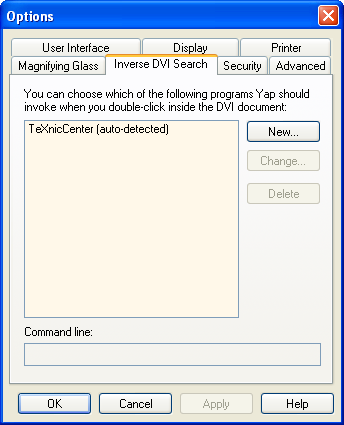 Options
User Interface Display Printer
Magnifying Glass Inverse DVI Search Security Advanced
You can choose which of the following programs Yap should
invoke when you double-click inside the DVI document:
TeXnicCenter (auto-detected)
New...
Change...
Delete
Command line:
OK Cancel Apply Help